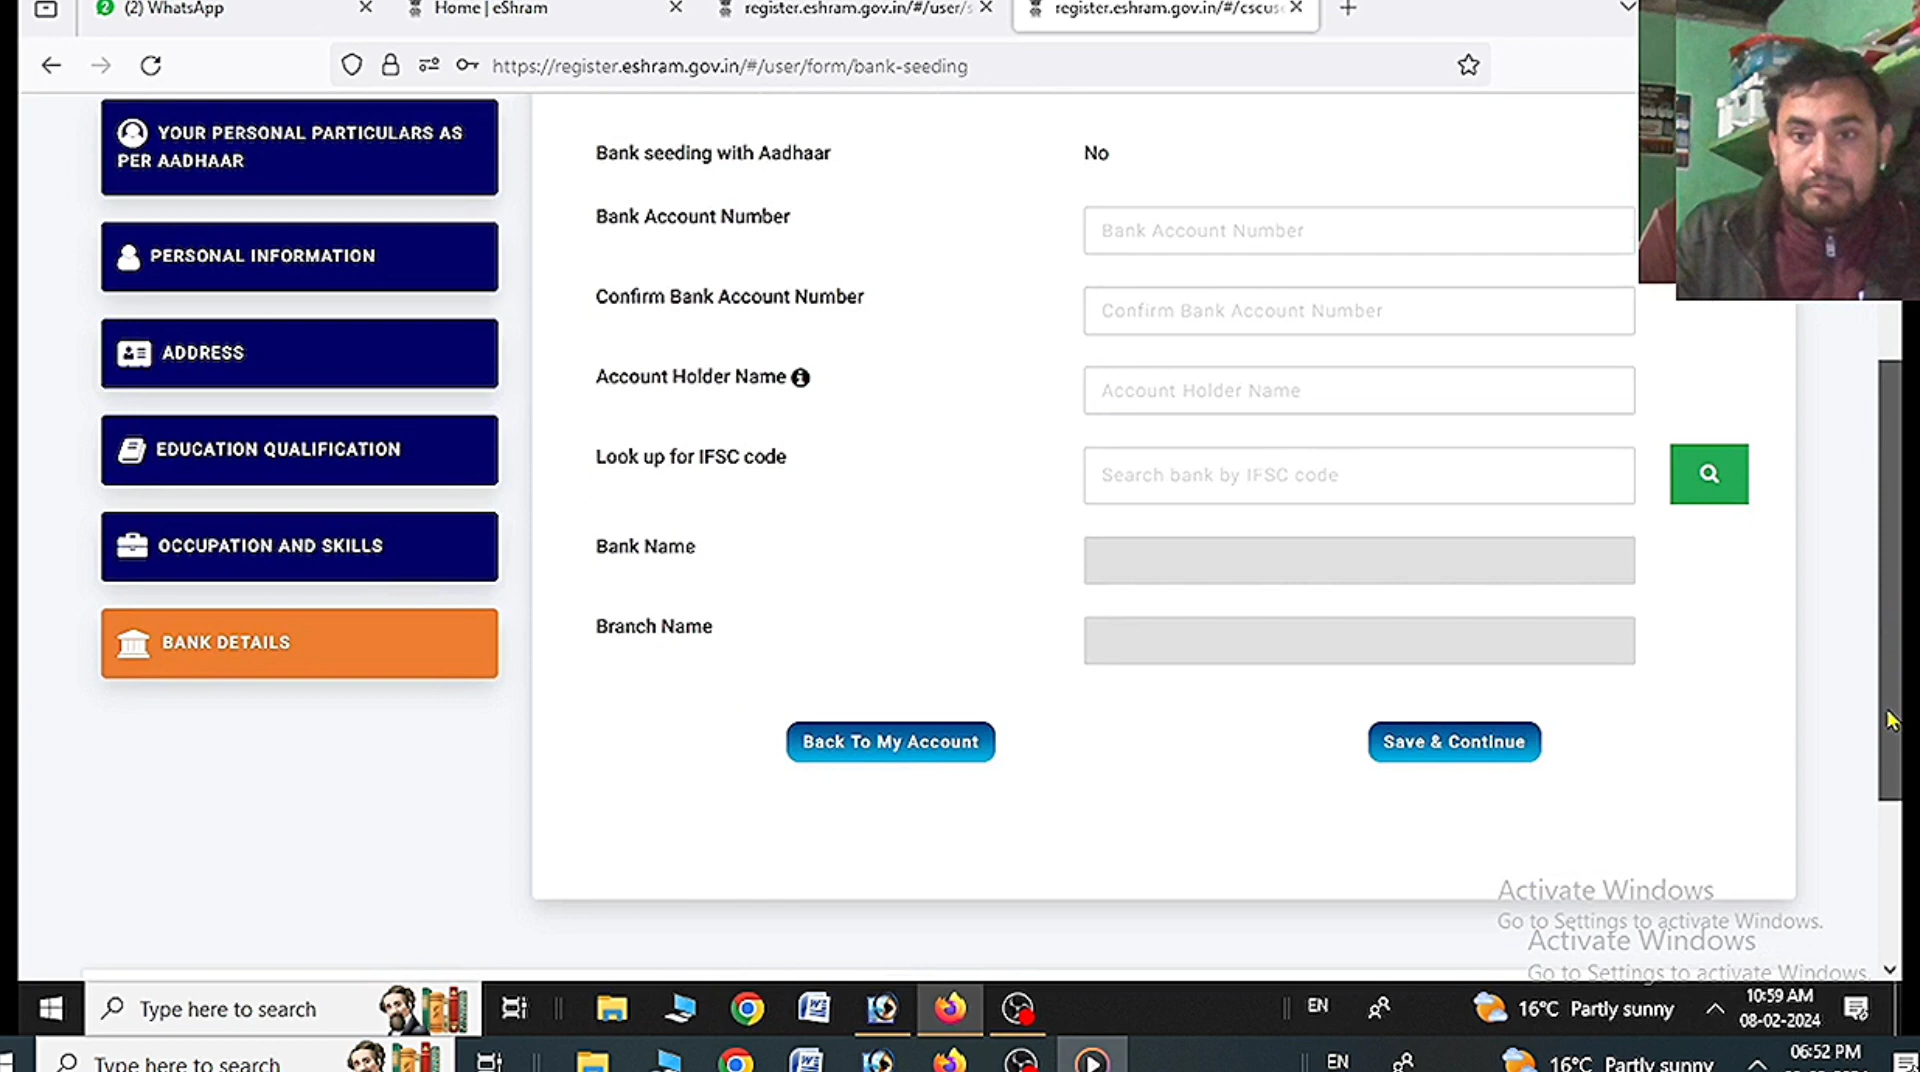 (2) WhatsApp
Home | eShram
register.eshram.gov.in/#/user/
register.eshram.gov.in/#/cscus
https://register.eshram.gov.in/#/user/form/bank-seeding
YOUR PERSONAL PARTICULARS AS
PER AADHAAR
PERSONAL INFORMATION
ADDRESS
EDUCATION QUALIFICATION
OCCUPATION AND SKILLS
BANK DETAILS
Bank seeding with Aadhaar No
Bank Account Number Bank Account Number
Confirm Bank Account Number Confirm Bank Account Number
Account Holder Name Account Holder Name
Look up for IFSC code Search bank by IFSC code
Bank Name
Branch Name
Back To My Account Save & Continue
Activate Windows
Go to Settings to activate Windows.
Activate Windows
Go to Settings to activate Windows.
Type here to search EN 16°C Partly sunny 10:59 AM
08-02-2024
Type here to search EN 16°C Partly sunny 06:52 PM